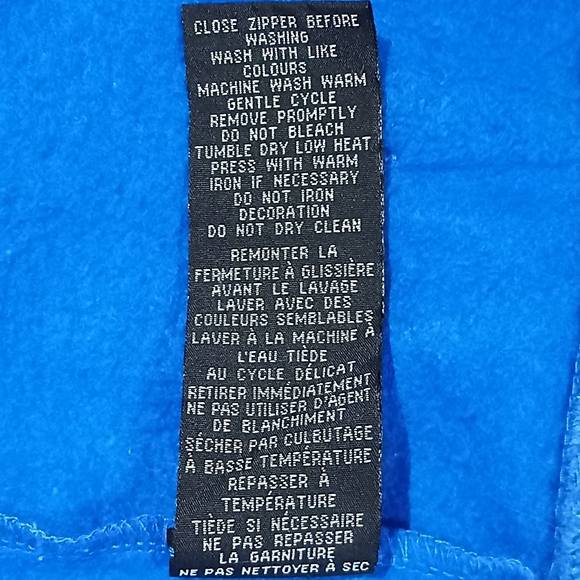 CLOSE ZIPPER BEFORE
WASHING
WASH WITH LIKE
COLOURS
MACHINE WASH WARM
GENTLE CYCLE
REMOVE PROMPTLY
DO NOT BLEACH
TUMBLE DRY LOW HEAT
PRESS WITH WARM
IRON IF NECESSARY
DO NOT IRON
DECORATION
DO NOT DRY CLEAN
REMONTER LA
FERMETURE À GLISSIÈRE
AVANT LE LAVAGE
LAVER AVEC DES
COULEURS SEMBLABLES
LAVER À LA MACHINE À
L'EAU TIÈDE
AU CYCLE DÉLICAT
RETIRER IMMÉDIATEMENT
NE PAS UTILISER D'AGENT
DE BLANCHIMENT
SÉCHER PAR CULBUTAGE
À BASSE TEMPÉRATURE
REPASSER À
TEMPÉRATURE
TIÈDE SI NÉCESSAIRE
NE PAS REPASSER
LA GARNITURE
NE PAS NETTOYER À SEC